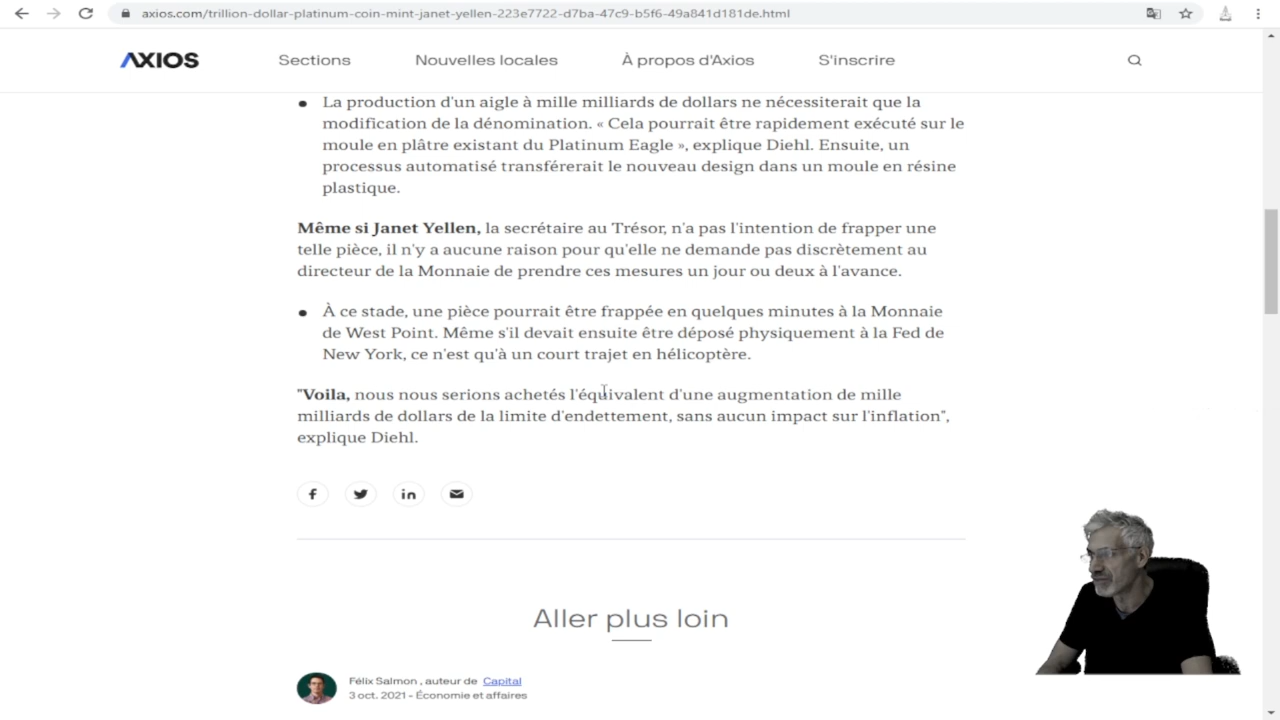 axios.com/trillion-dollar-platinum-coin-mint-janet-yellen-223e7722-d7ba-47c9-b5f6-49a841d181de.html
AXIOS
Sections
Nouvelles locales
À propos d'Axios
S'inscrire
La production d'un aigle à mille milliards de dollars ne nécessiterait que la
modification de la dénomination. « Cela pourrait être rapidement exécuté sur le
moule en plâtre existant du Platinum Eagle », explique Diehl. Ensuite, un
processus automatisé transférerait le nouveau design dans un moule en résine
plastique.
Même si Janet Yellen, la secrétaire au Trésor, n'a pas l'intention de frapper une
telle pièce, il n'y a aucune raison pour qu'elle ne demande pas discrètement au
directeur de la Monnaie de prendre ces mesures un jour ou deux à l'avance.
À ce stade, une pièce pourrait être frappée en quelques minutes à la Monnaie
de West Point. Même s'il devait ensuite être déposé physiquement à la Fed de
New York, ce n'est qu'à un court trajet en hélicoptère.
"Voila, nous nous serions achetés l'équivalent d'une augmentation de mille
milliards de dollars de la limite d'endettement, sans aucun impact sur l'inflation",
explique Diehl.
Aller plus loin
Félix Salmon , auteur de Capital
3 oct. 2021 - Économie et affaires